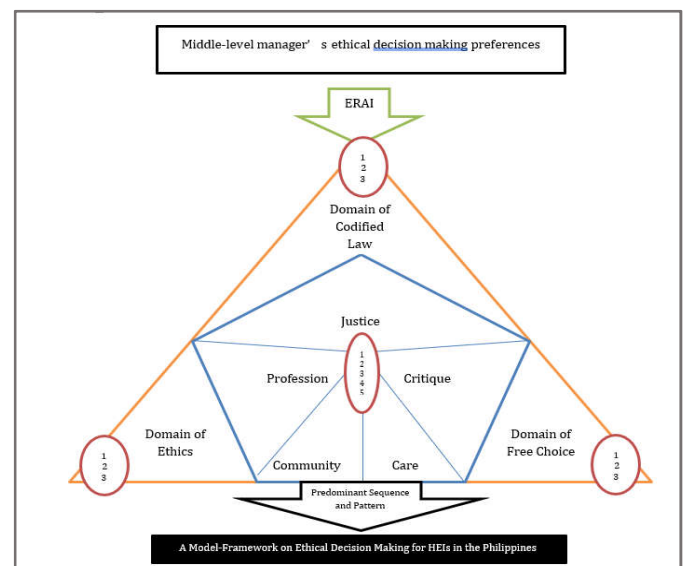 Middle-level manager’ s ethical decision making preferences
ERAI
1
2
3
Domain of
Codified
Law
Justice
1
2
3
4
5
Profession
Critique
Domain of
Ethics
Domain of
Free Choice
1
2
3
1
2
3
Community
Care
Predominant Sequence
and Pattern
A Model-Framework on Ethical Decision Making for HEIs in the Philippines